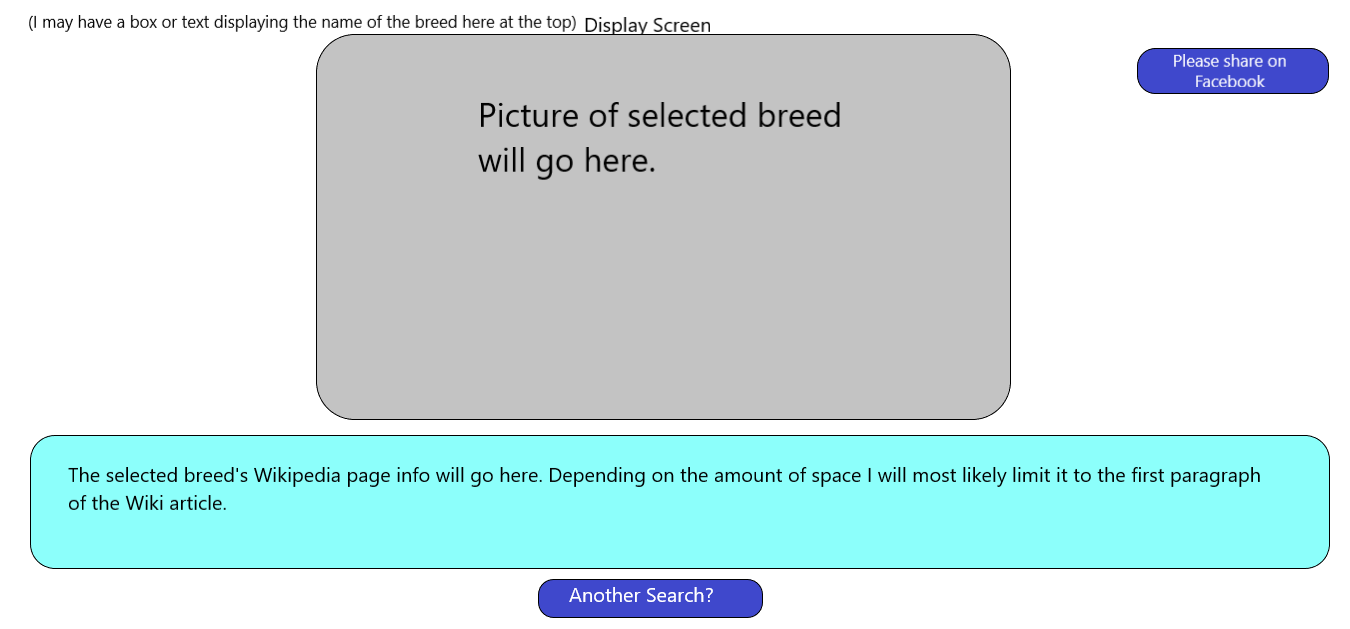 (I may have a box or text displaying the name of the breed here at the top) Display Screen
Please share on
Facebook
Picture of selected breed
will go here.
The selected breed's Wikipedia page info will go here. Depending on the amount of space I will most likely limit it to the first paragraph
of the Wiki article.
Another Search?